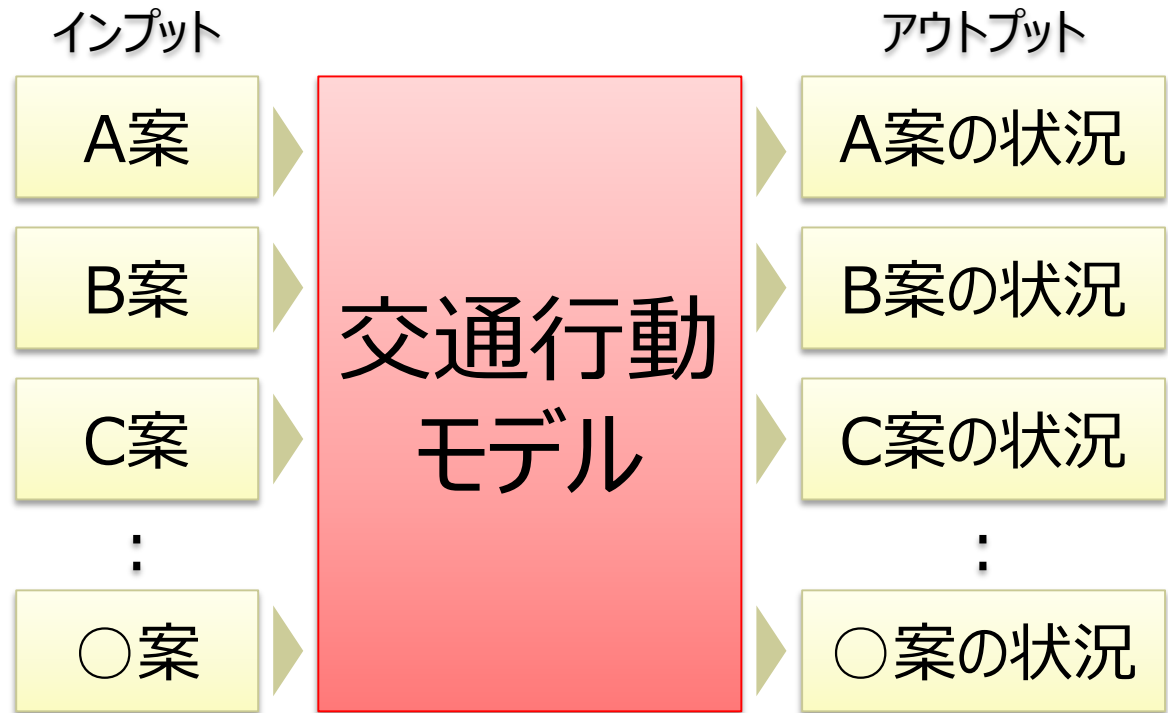 インプット
アウトプット
A案
A案の状況
B案
B案の状況
交通行動
モデル
C案
C案の状況
:
:
○案
○案の状況